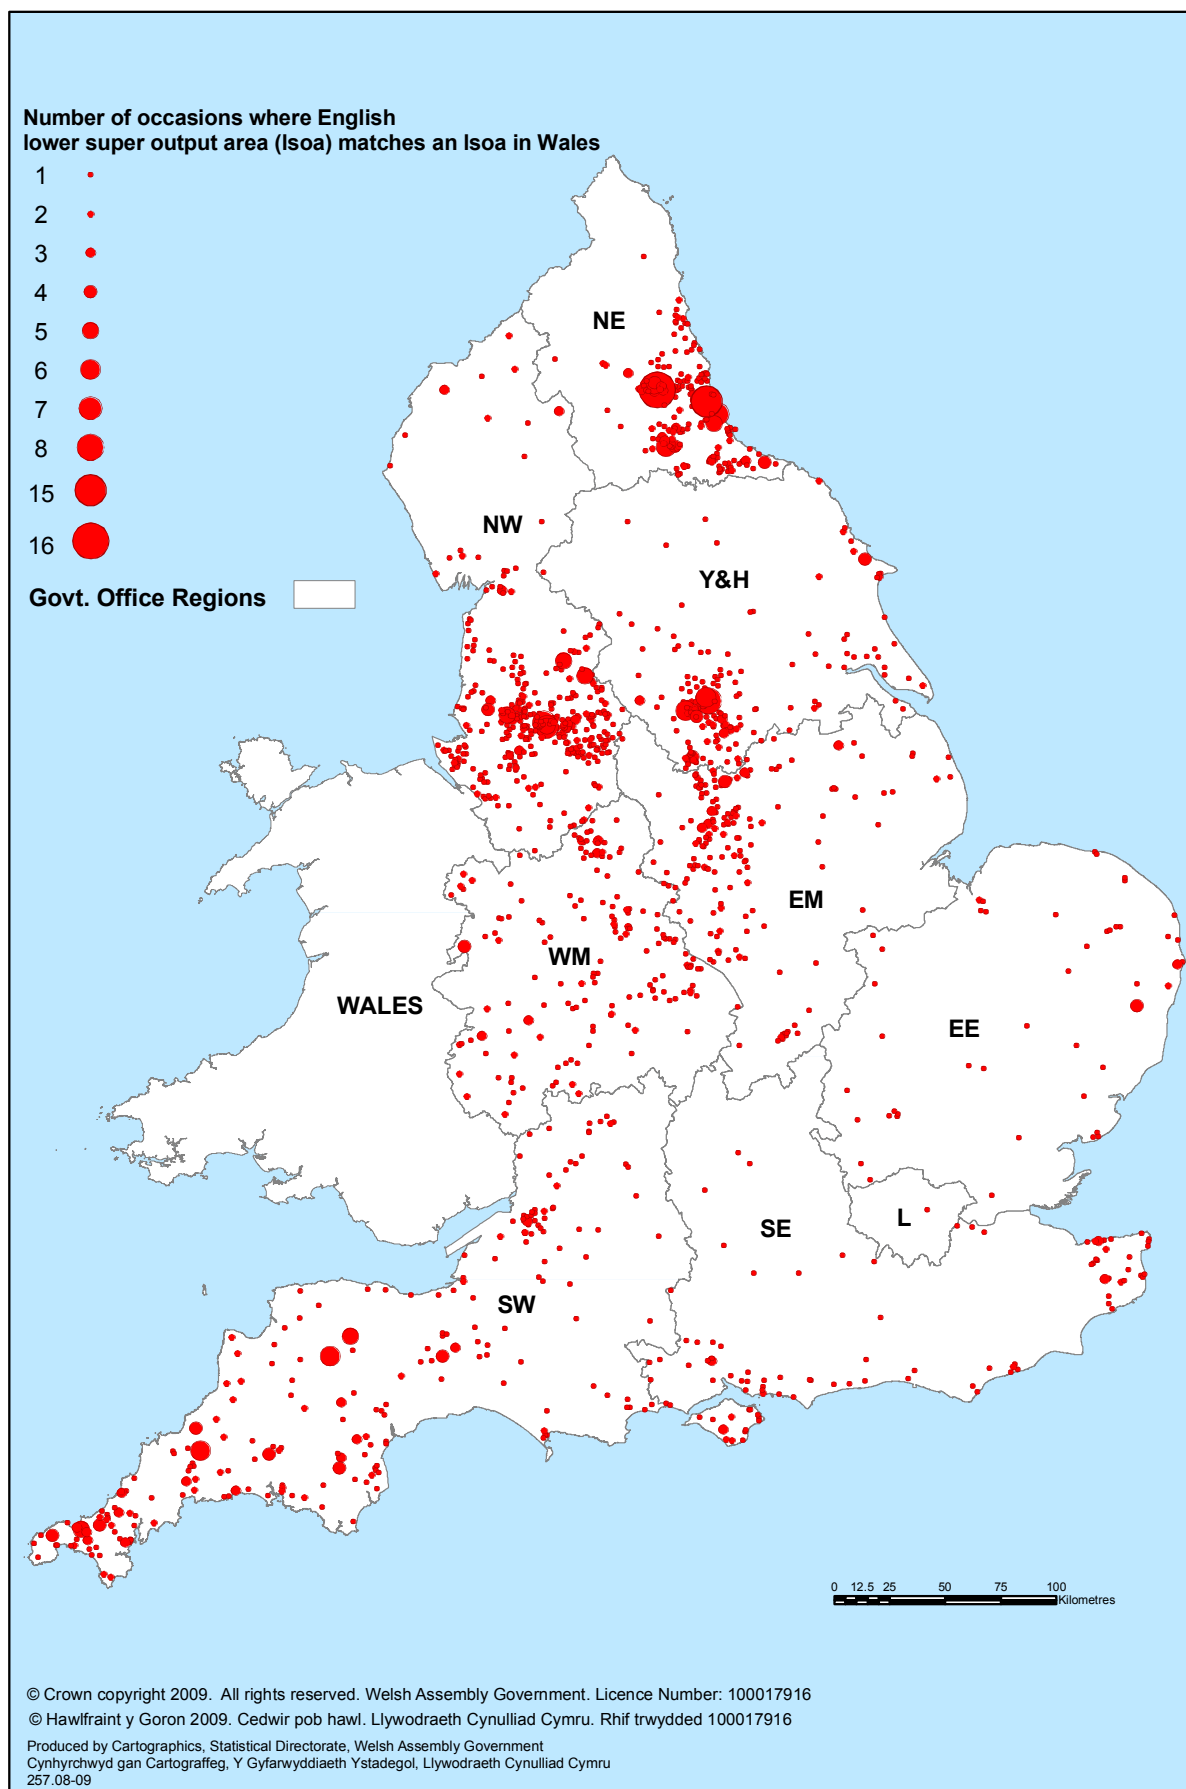 Number of occasions where English
lower super output area (lsoa) matches an lsoa in Wales
1
2
3
4
5
6
7
8
15
16
Govt. Office Regions
NE
NW
Y&H
EM
WM
WALES
EE
L
SE
SW
0 12.5 25 50 75 100
Kilometres
© Crown copyright 2009. All rights reserved. Welsh Assembly Government. Licence Number: 100017916
© Hawlfraint y Goron 2009. Cedwir pob hawl. Llywodraeth Cynulliad Cymru. Rhif trwydded 100017916
Produced by Cartographics, Statistical Directorate, Welsh Assembly Government
Cynhyrchwyd gan Cartograffeg, Y Gyfarwyddiaeth Ystadegol, Llywodraeth Cynulliad Cymru
257.08-09